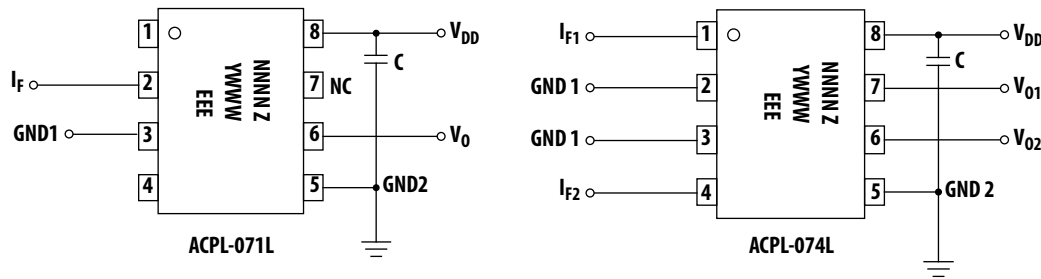 1
8
V_DD
C
I_F
2
7
NC
NNNN Z
YWWW
EEE
GND1
3
6
V_O
4
5
GND2
ACPL-071L
I_F1
1
8
V_DD
C
GND 1
2
7
V_O1
NNNN Z
YWWW
EEE
GND 1
3
6
V_O2
I_F2
4
5
GND 2
ACPL-074L